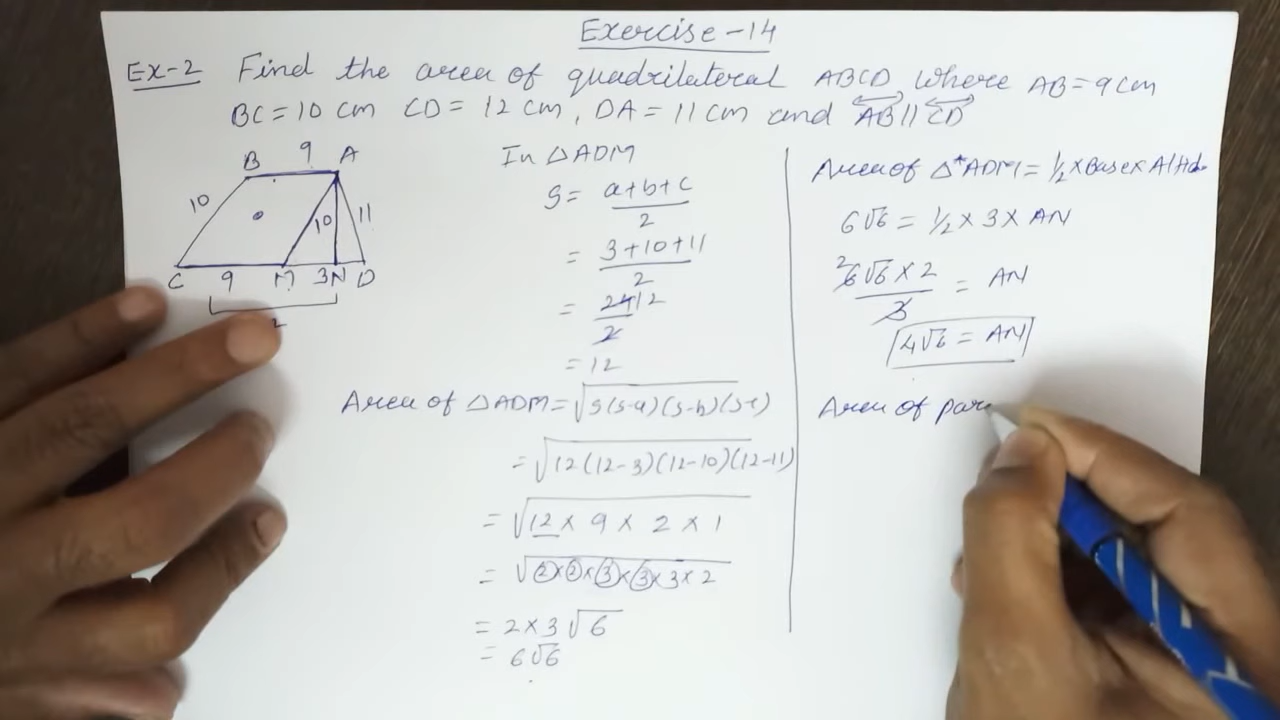 Exercise-14
Ex-2 Find the area of quadrilateral ABCD, where AB=9cm
BC=10 cm CD= 12 cm, DA= 11 cm and AB || CD
B 9 A
10
10
11
C 9 M 3 N D
In △ADM
S= a+b+c / 2
= 3+10+11 / 2
= 24 12 / 2
= 12
Area of △ADM= √s(s-a)(s-b)(s-c)
= √12(12-3)(12-10)(12-11)
= √12 × 9 × 2 × 1
= √2×2×3×3×3×2
= 2×3√6
= 6√6
Area of △ ADM= 1/2 ×Base×
6√6 = 1/2 × 3 × AN
2 6√6 × 2 / 3 = AN
4√6 = AN
Area of par